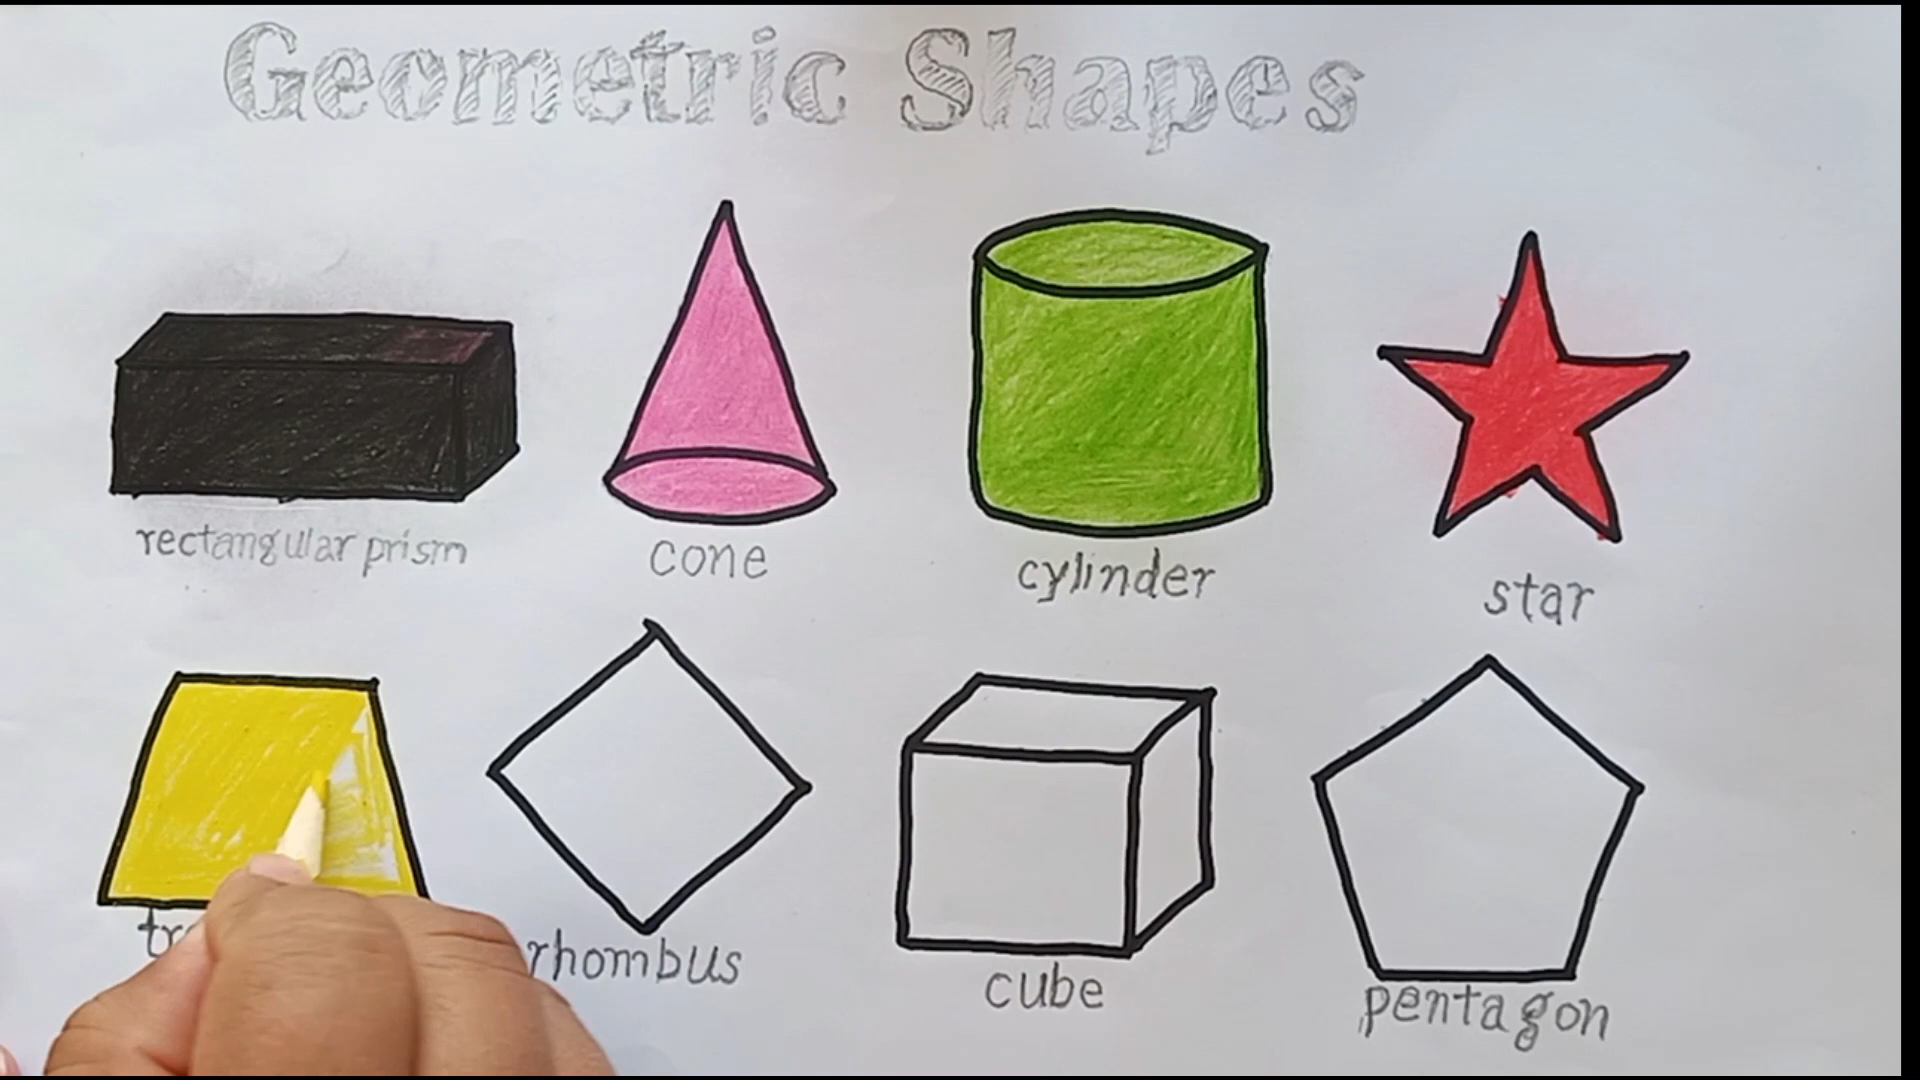 Geometric Shapes
rectangular prism
cone
cylinder
star
rhombus
cube
pentagon